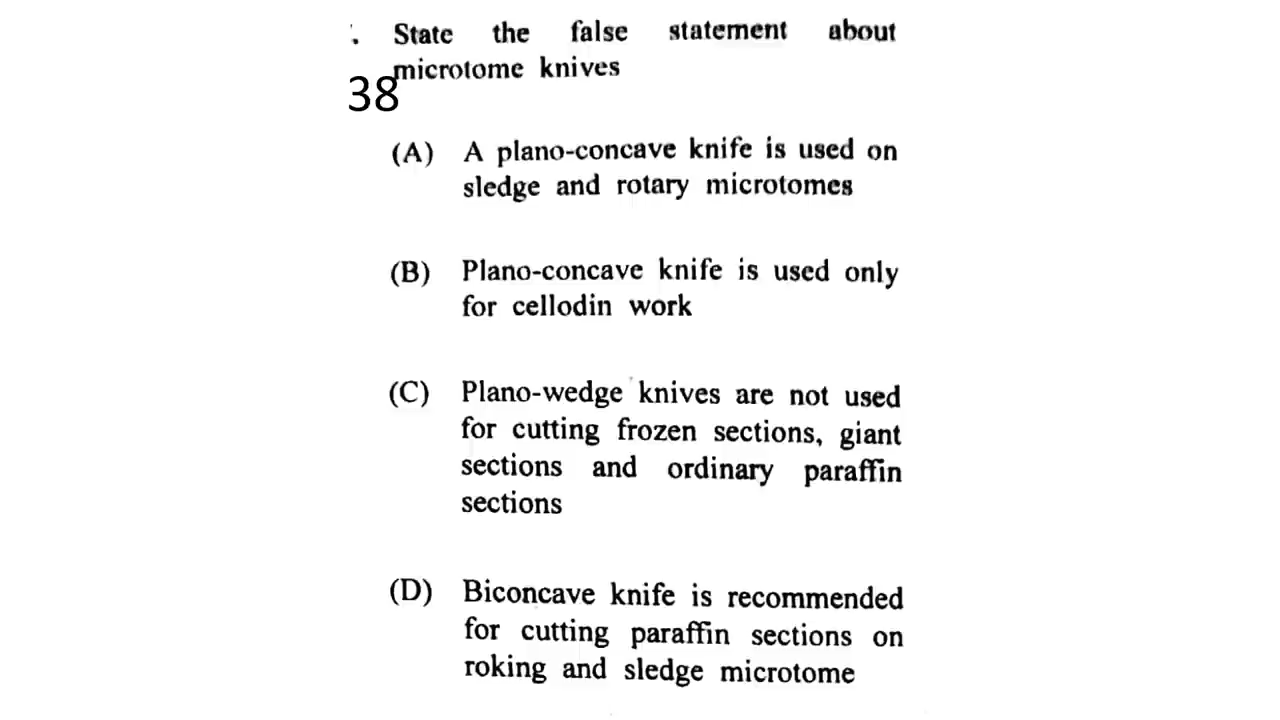 . State the false statement about
microtome knives
38
(A) A plano-concave knife is used on
sledge and rotary microtomes
(B) Plano-concave knife is used only
for cellodin work
(C) Plano-wedge knives are not used
for cutting frozen sections, giant
sections and ordinary paraffin
sections
(D) Biconcave knife is recommended
for cutting paraffin sections on
roking and sledge microtome